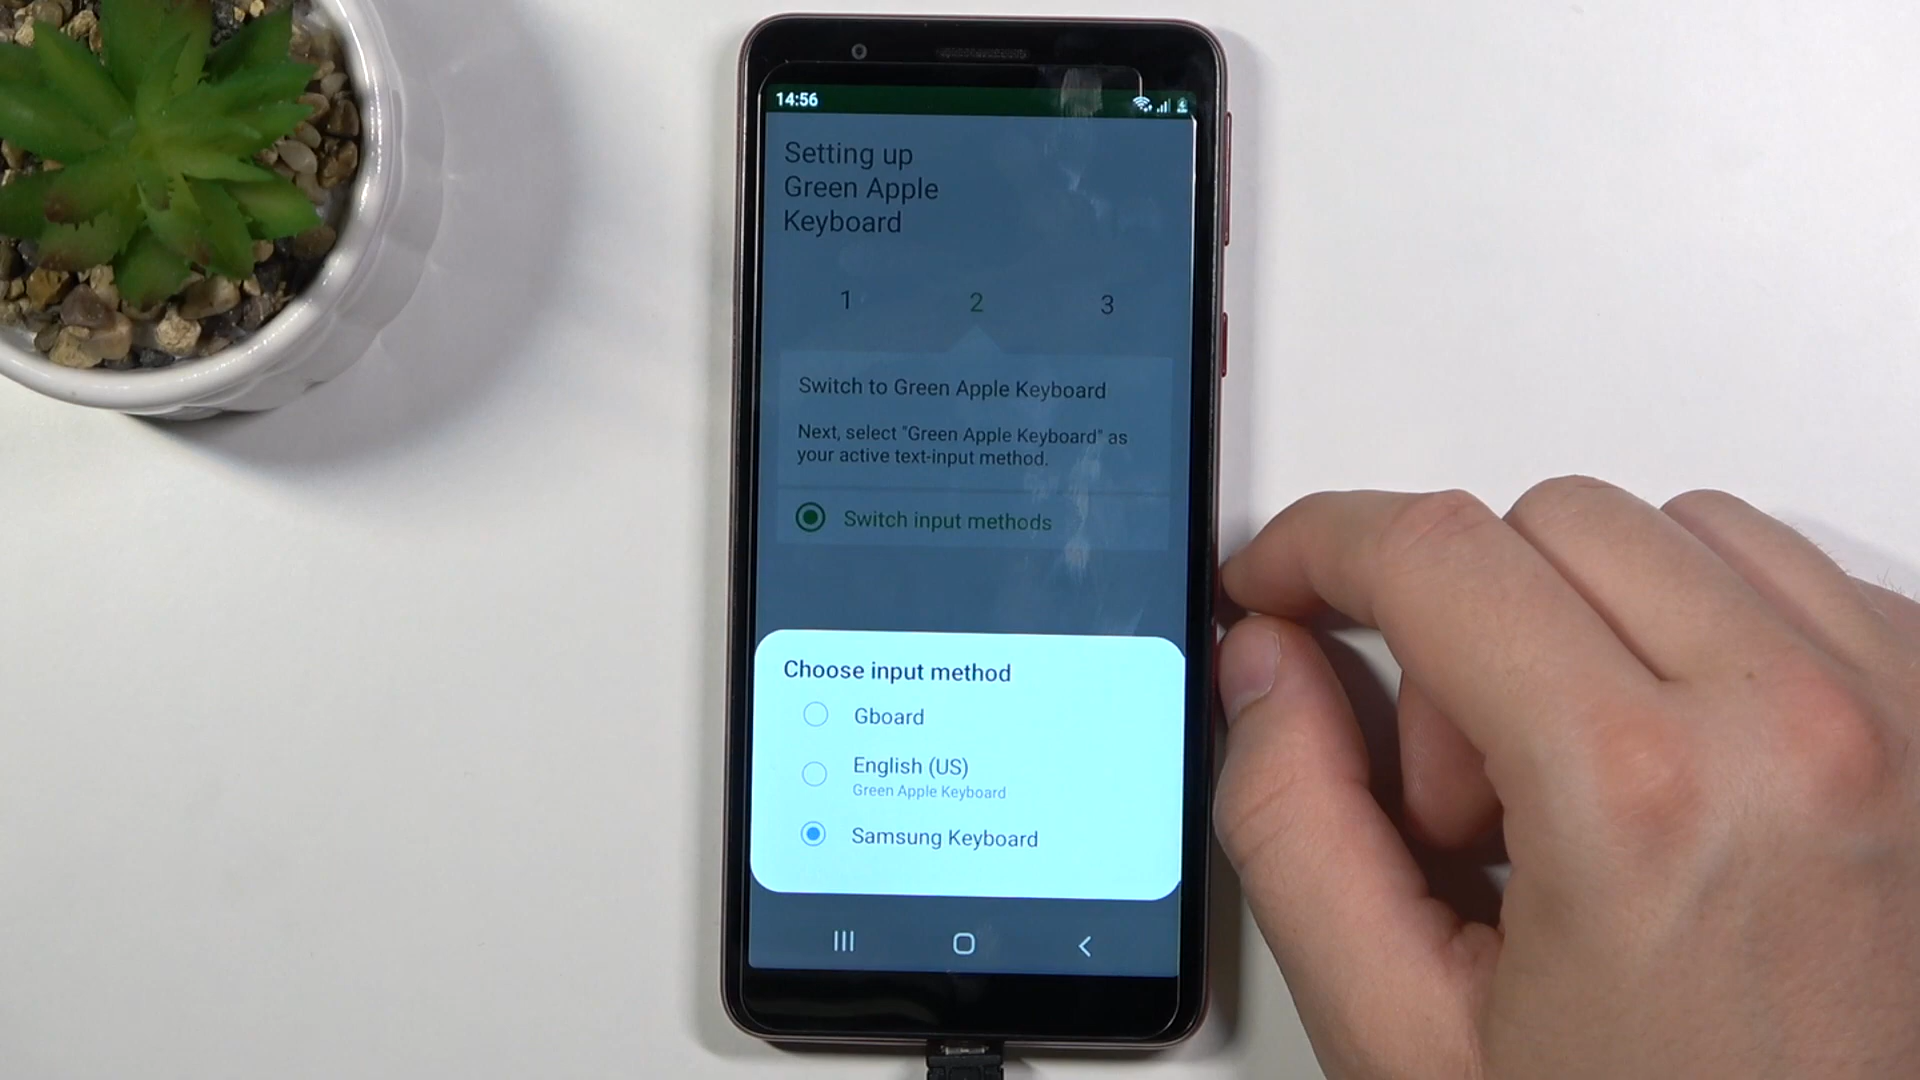 14:56
Setting up
Green Apple
Keyboard
1 2 3
Switch to Green Apple Keyboard
Next, select "Green Apple Keyboard" as
your active text-input method.
Switch input methods
Choose input method
Gboard
English (US)
Green Apple Keyboard
Samsung Keyboard